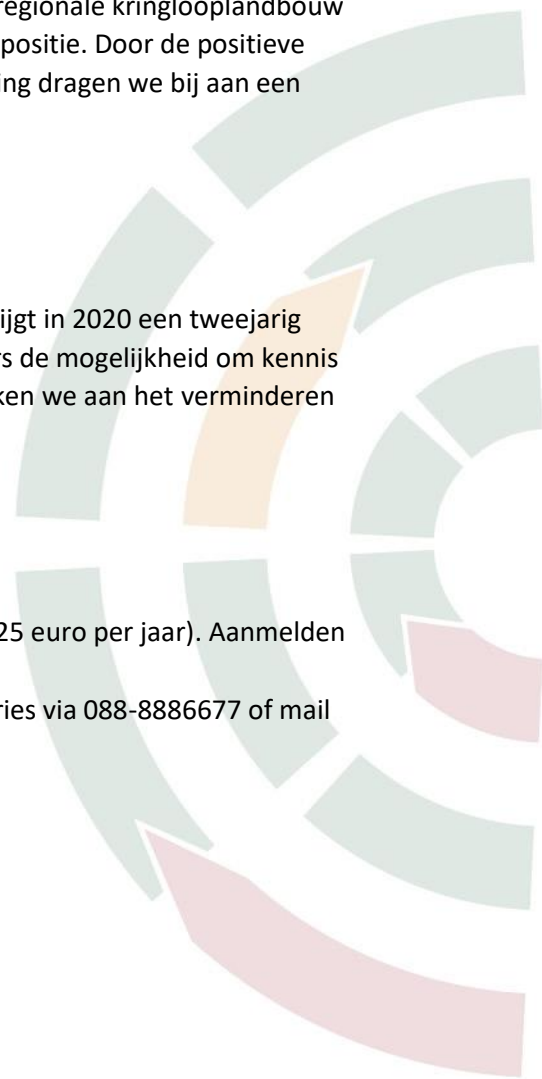 regionale kringlooplandbouw
positie. Door de positieve
ing dragen we bij aan een
ijgt in 2020 een tweejarig
rs de mogelijkheid om kennis
ken we aan het verminderen
25 euro per jaar). Aanmelden
ries via 088-8886677 of mail